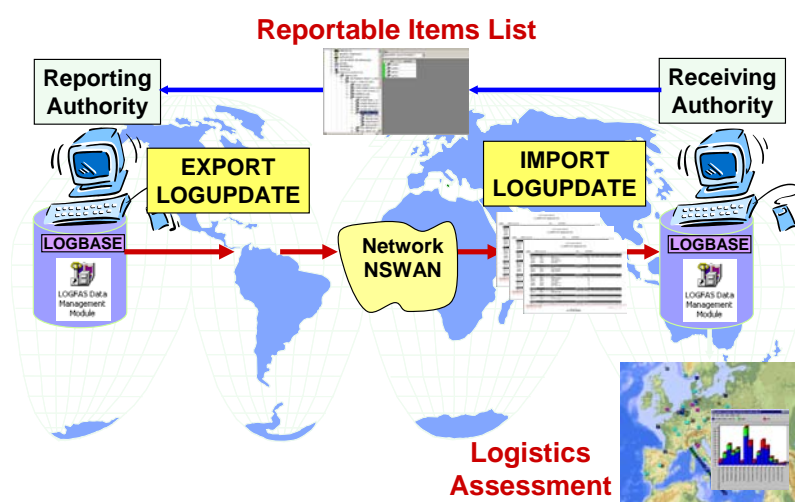 Reportable Items List
Reporting
Authority
Receiving
Authority
EXPORT
LOGUPDATE
IMPORT
LOGUPDATE
Network
NSWAN
LOGBASE
LOGFAS Data
Management
Module
LOGBASE
LOGFAS Data
Management
Module
Logistics
Assessment